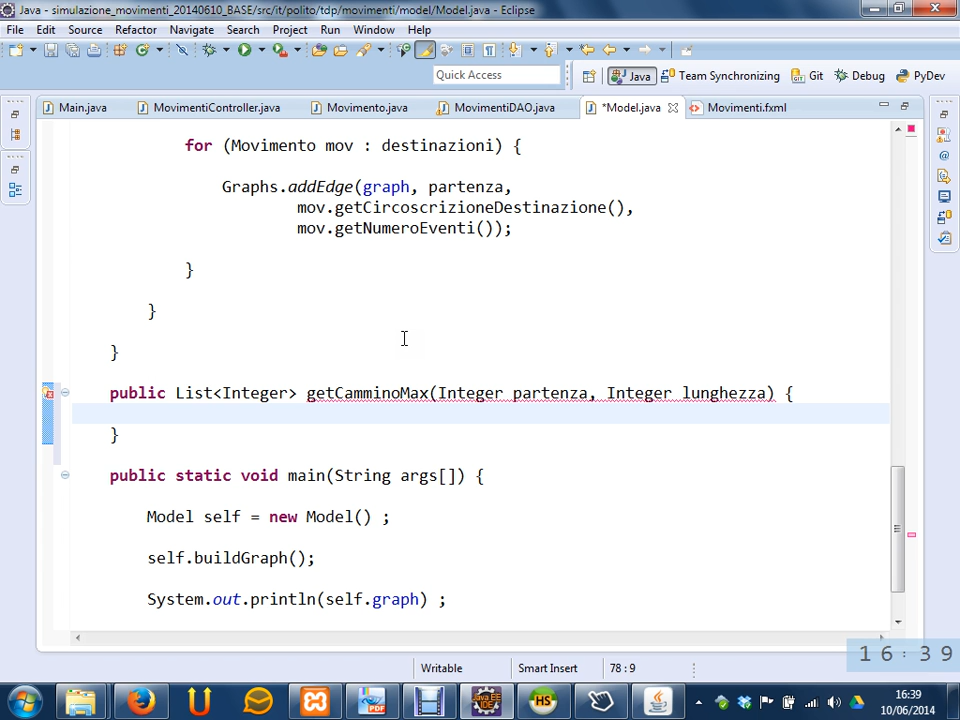 Java - simulazione_movimenti_20140610_BASE/src/it/polito/tdp/movimenti/model/Model.java - Eclipse
File Edit Source Refactor Navigate Search Project Run Window Help
Quick Access
Java Team Synchronizing Git Debug PyDev
Main.java MovimentiController.java Movimento.java MovimentiDAO.java *Model.java Movimenti.fxml
for (Movimento mov : destinazioni) {
Graphs.addEdge(graph, partenza,
mov.getCircoscrizioneDestinazione(),
mov.getNumeroEventi());
}
}
}
public List<Integer> getCamminoMax(Integer partenza, Integer lunghezza) {
}
public static void main(String args[]) {
Model self = new Model() ;
self.buildGraph();
System.out.println(self.graph) ;
16:39
Writable Smart Insert 78 : 9
16:39
10/06/2014